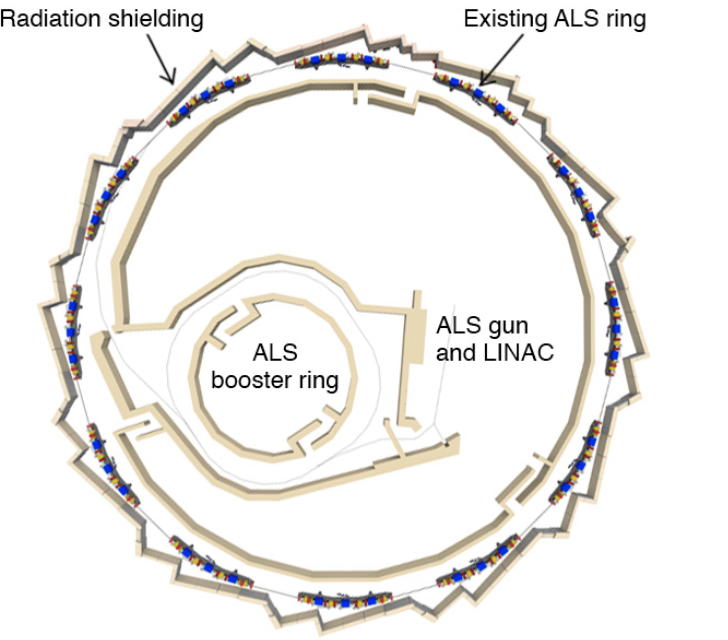 Radiation shielding
Existing ALS ring
ALS gun
and LINAC
ALS
booster ring